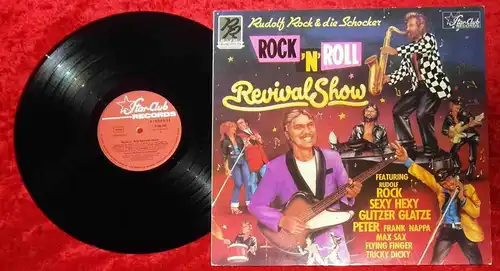 Star-Club
RECORDS
Rudolf Rock & die Schocker
Star-Club
RECORDS
ROCK 'N' ROLL
Revival Show
FEATURING
RUDOLF
ROCK
SEXY HEXY
GLITZER GLATZE
PETER FRANK NAPPA
MAX SAX
FLYING FINGER
TRICKY DICKY